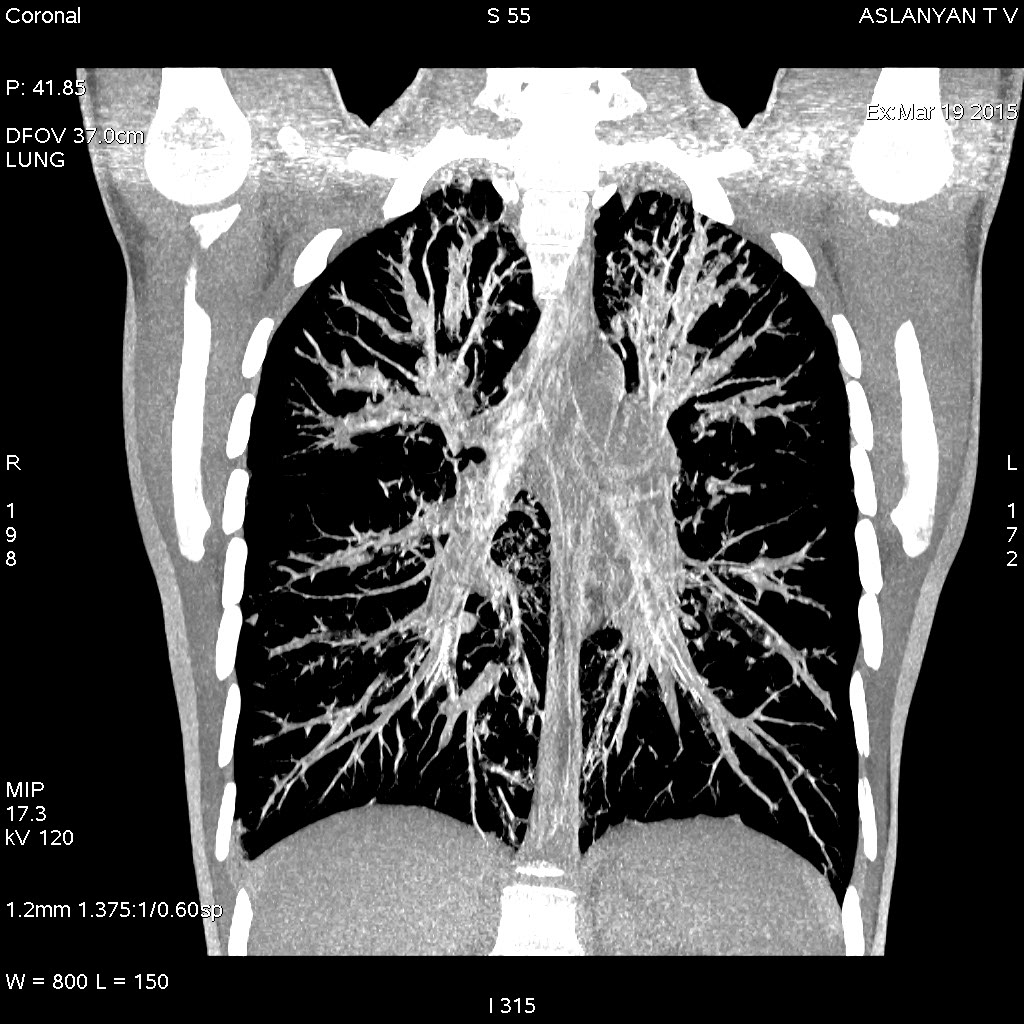 Coronal
S 55
ASLANYAN T V
P: 41.85
Ex:Mar 19 2015
DFOV 37.0cm
LUNG
R
L
1
9
8
1
7
2
MIP
17.3
kV 120
1.2mm 1.375:1/0.60sp
W = 800 L = 150
I 315